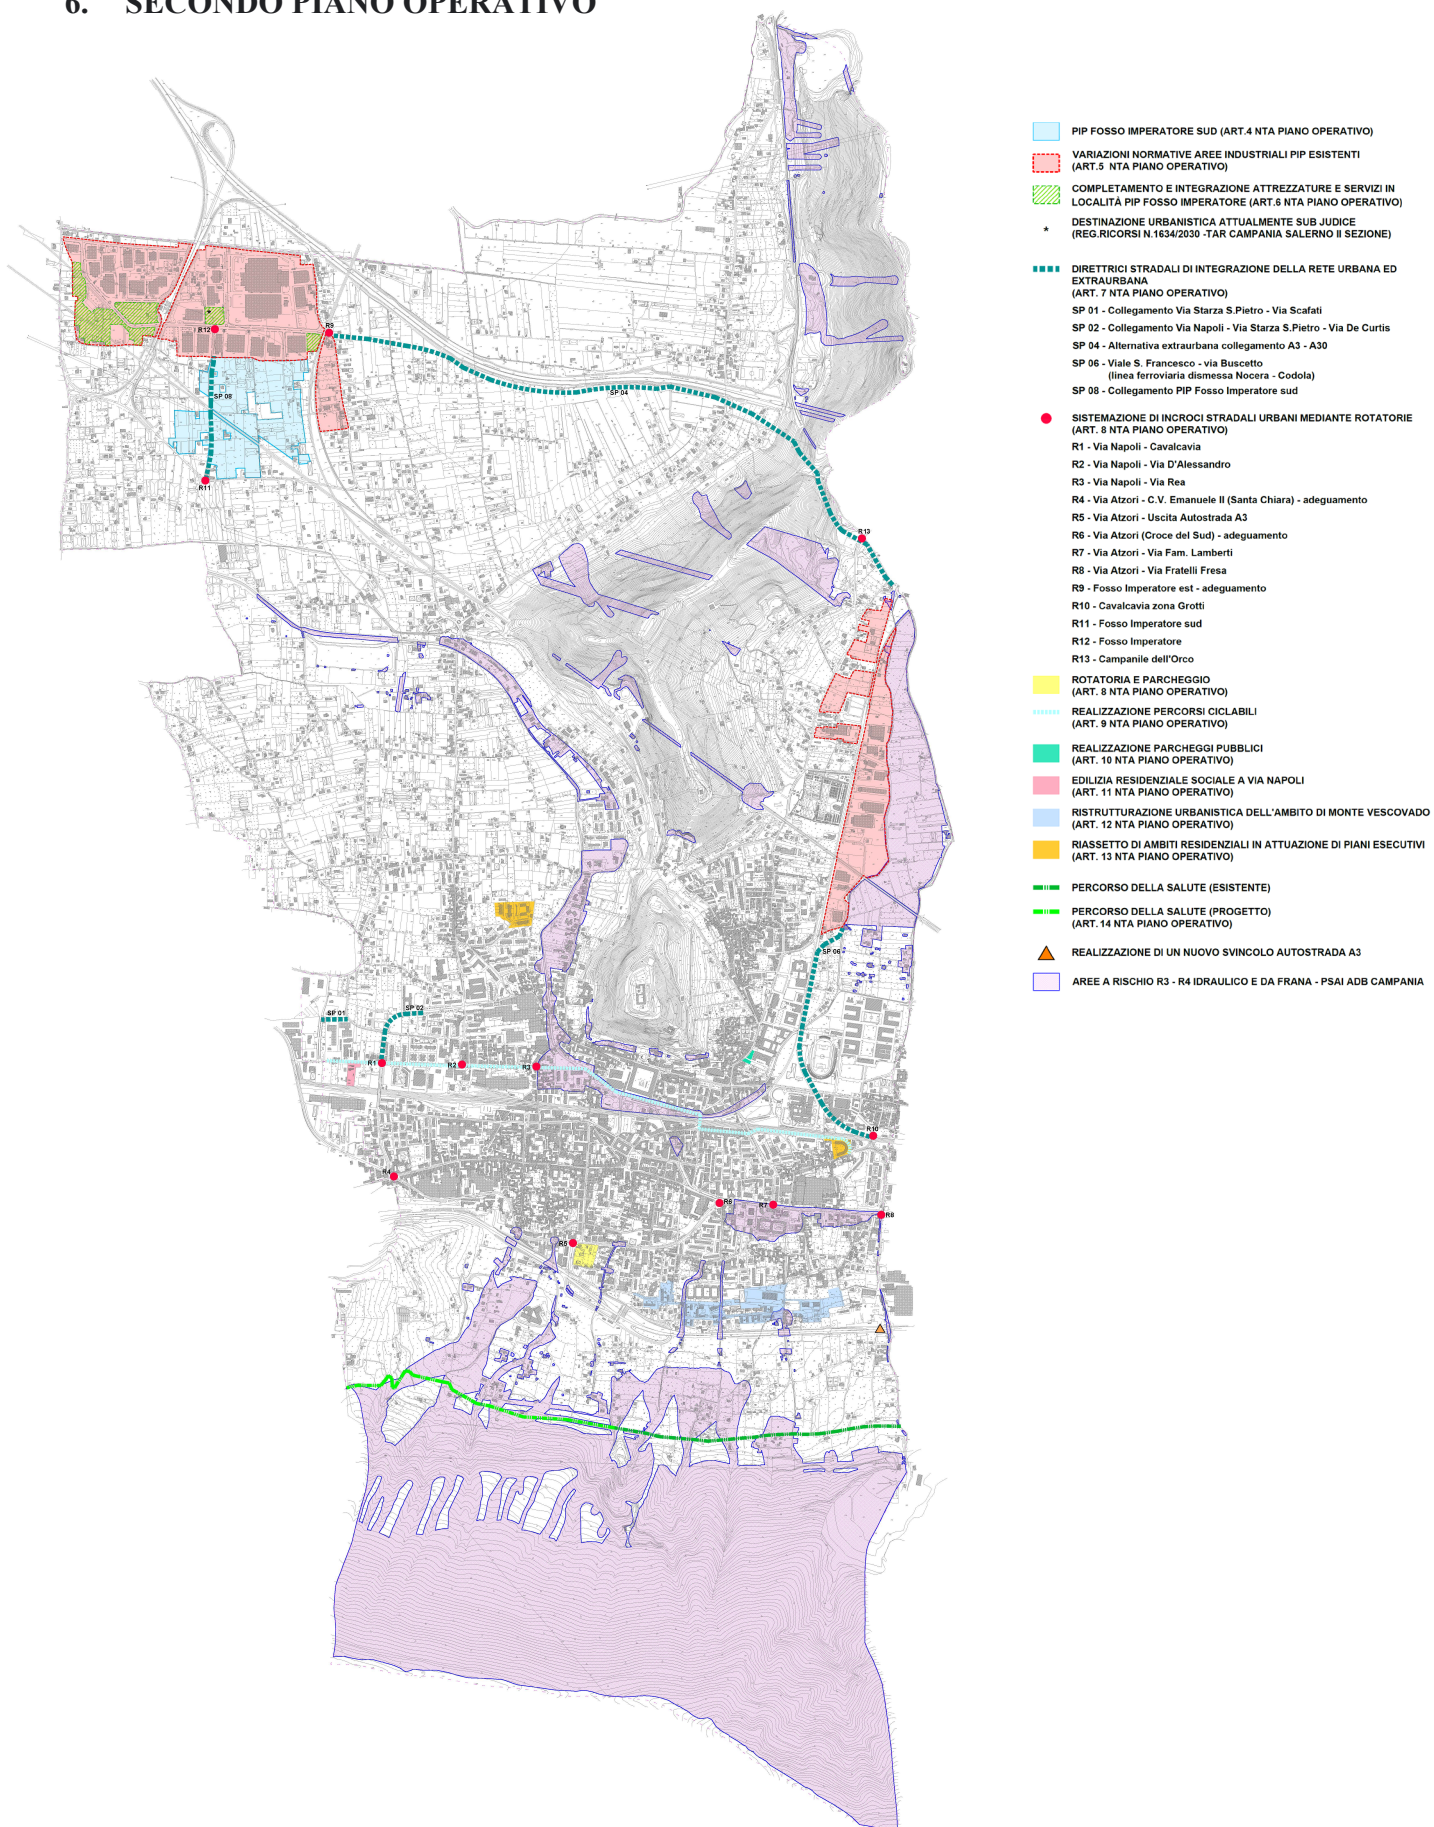 6. SECONDO PIANO OPERATIVO
PIP FOSSO IMPERATORE SUD (ART.4 NTA PIANO OPERATIVO)
VARIAZIONI NORMATIVE AREE INDUSTRIALI PIP ESISTENTI
(ART.5 NTA PIANO OPERATIVO)
COMPLETAMENTO E INTEGRAZIONE ATTREZZATURE E SERVIZI IN
LOCALITÀ PIP FOSSO IMPERATORE (ART.6 NTA PIANO OPERATIVO)
* DESTINAZIONE URBANISTICA ATTUALMENTE SUB JUDICE
(REG.RICORSI N.1634/2030 -TAR CAMPANIA SALERNO II SEZIONE)
DIRETTRICI STRADALI DI INTEGRAZIONE DELLA RETE URBANA ED
EXTRAURBANA
(ART. 7 NTA PIANO OPERATIVO)
SP 01 - Collegamento Via Starza S.Pietro - Via Scafati
SP 02 - Collegamento Via Napoli - Via Starza S.Pietro - Via De Curtis
SP 04 - Alternativa extraurbana collegamento A3 - A30
SP 06 - Viale S. Francesco - via Buscetto
(linea ferroviaria dismessa Nocera - Codola)
SP 08 - Collegamento PIP Fosso Imperatore sud
SISTEMAZIONE DI INCROCI STRADALI URBANI MEDIANTE ROTATORIE
(ART. 8 NTA PIANO OPERATIVO)
R1 - Via Napoli - Cavalcavia
R2 - Via Napoli - Via D'Alessandro
R3 - Via Napoli - Via Rea
R4 - Via Atzori - C.V. Emanuele II (Santa Chiara) - adeguamento
R5 - Via Atzori - Uscita Autostrada A3
R6 - Via Atzori (Croce del Sud) - adeguamento
R7 - Via Atzori - Via Fam. Lamberti
R8 - Via Atzori - Via Fratelli Fresa
R9 - Fosso Imperatore est - adeguamento
R10 - Cavalcavia zona Grotti
R11 - Fosso Imperatore sud
R12 - Fosso Imperatore
R13 - Campanile dell'Orco
ROTATORIA E PARCHEGGIO
(ART. 8 NTA PIANO OPERATIVO)
REALIZZAZIONE PERCORSI CICLABILI
(ART. 9 NTA PIANO OPERATIVO)
REALIZZAZIONE PARCHEGGI PUBBLICI
(ART. 10 NTA PIANO OPERATIVO)
EDILIZIA RESIDENZIALE SOCIALE A VIA NAPOLI
(ART. 11 NTA PIANO OPERATIVO)
RISTRUTTURAZIONE URBANISTICA DELL'AMBITO DI MONTE VESCOVADO
(ART. 12 NTA PIANO OPERATIVO)
RIASSETTO DI AMBITI RESIDENZIALI IN ATTUAZIONE DI PIANI ESECUTIVI
(ART. 13 NTA PIANO OPERATIVO)
PERCORSO DELLA SALUTE (ESISTENTE)
PERCORSO DELLA SALUTE (PROGETTO)
(ART. 14 NTA PIANO OPERATIVO)
REALIZZAZIONE DI UN NUOVO SVINCOLO AUTOSTRADA A3
AREE A RISCHIO R3 - R4 IDRAULICO E DA FRANA - PSAI ADB CAMPANIA
*
R12
R9
SP 08
SP 04
R11
R13
SP 06
SP 01
SP 02
R1
R2
R3
R10
R4
R6
R7
R8
R5